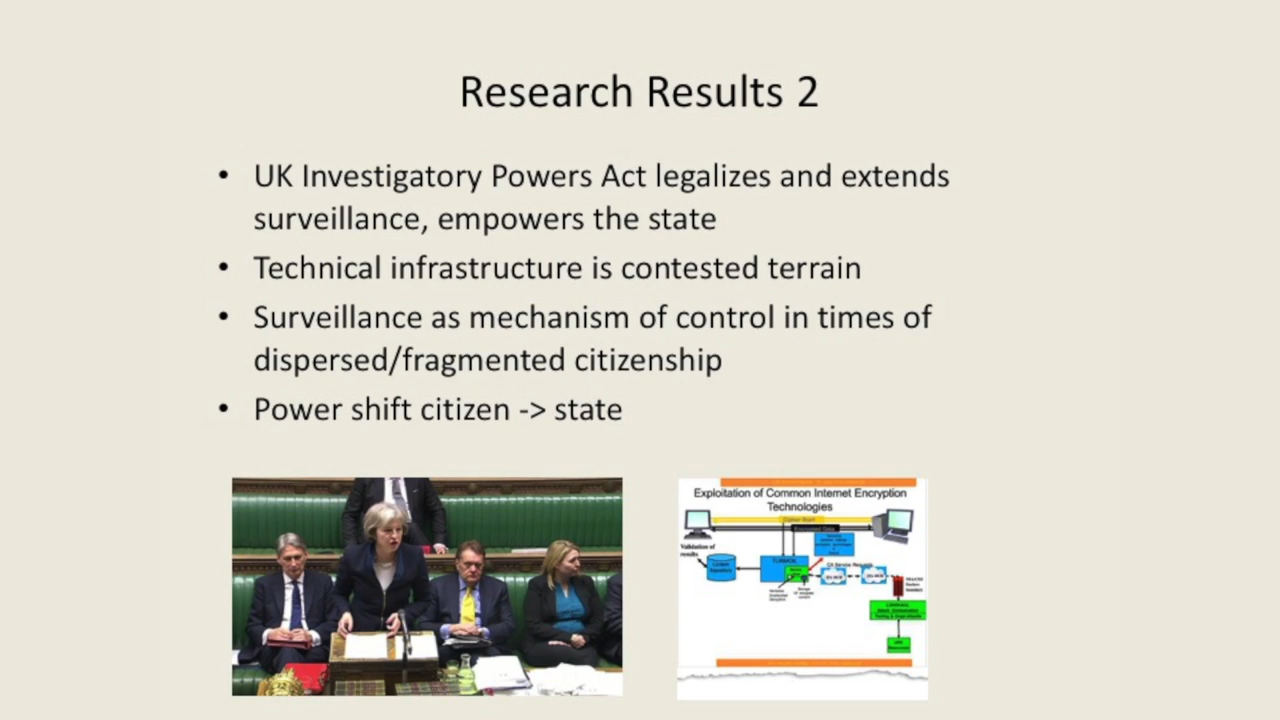 Research Results 2
• UK Investigatory Powers Act legalizes and extends
surveillance, empowers the state
• Technical infrastructure is contested terrain
• Surveillance as mechanism of control in times of
dispersed/fragmented citizenship
• Power shift citizen -> state
Exploitation of Common Internet Encryption
Technologies
Validation of
results
TURMOIL